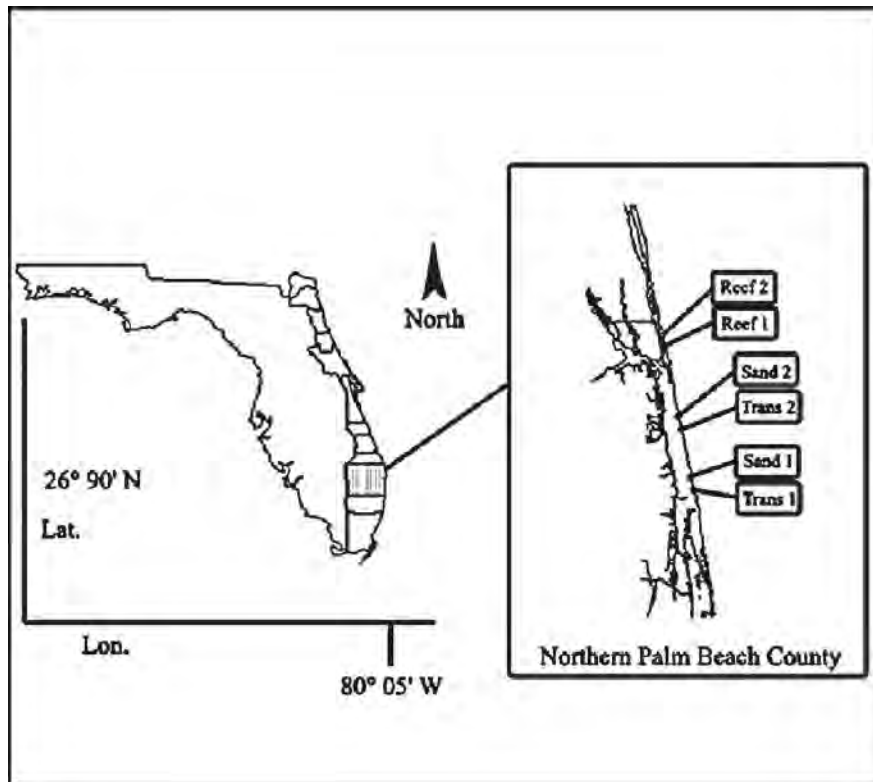 North
26° 90' N
Lat.
Lon.
80° 05' W
Reef 2
Reef 1
Sand 2
Trans 2
Sand 1
Trans 1
Northern Palm Beach County